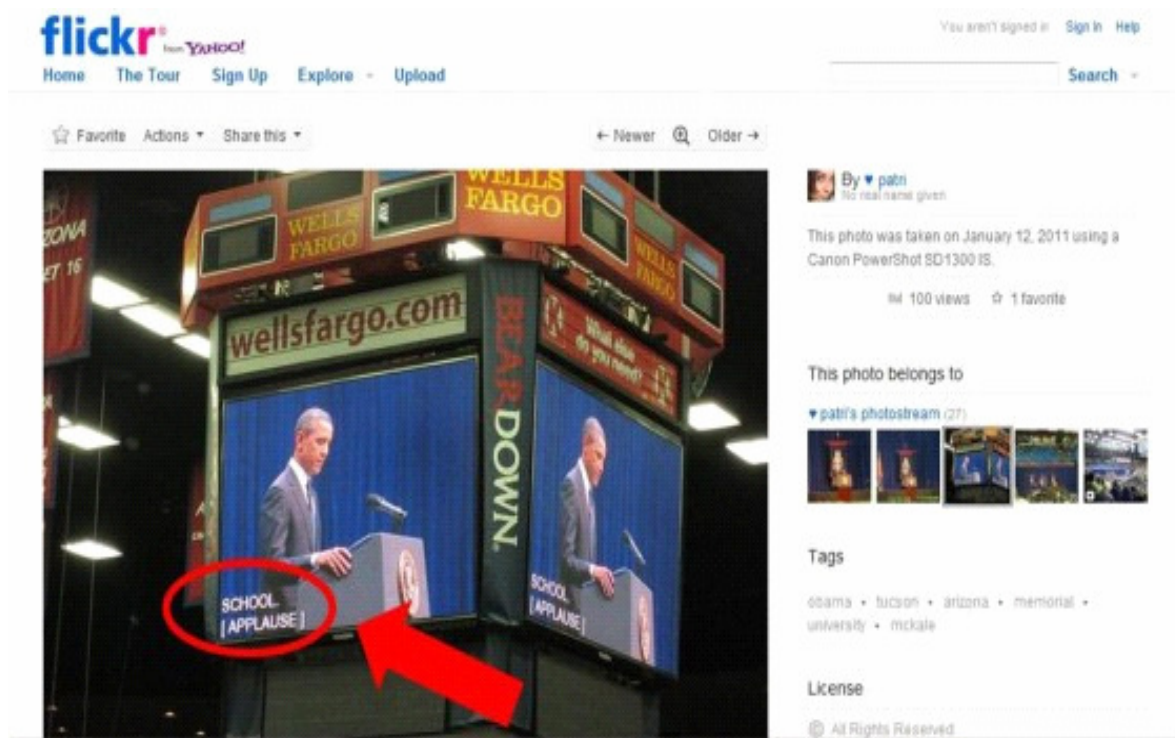 flickr from YAHOO!
You aren't signed in Sign In Help
Home The Tour Sign Up Explore Upload
Search
Favorite Actions Share this
← Newer Older →
WELLS
FARGO
WELLS
FARGO
WELLS
FARGO
ZONA
ET 16
wellsfargo.com
What else
do you need?
BEAR DOWN.
SCHOOL.
[APPLAUSE]
SCHOOL.
[APPLAUSE]
By ♥ patri
No real name given
This photo was taken on January 12, 2011 using a
Canon PowerShot SD1300 IS.
100 views 1 favorite
This photo belongs to
♥ patri's photostream (27)
Tags
obama • tucson • arizona • memorial •
university • mckale
License
© All Rights Reserved